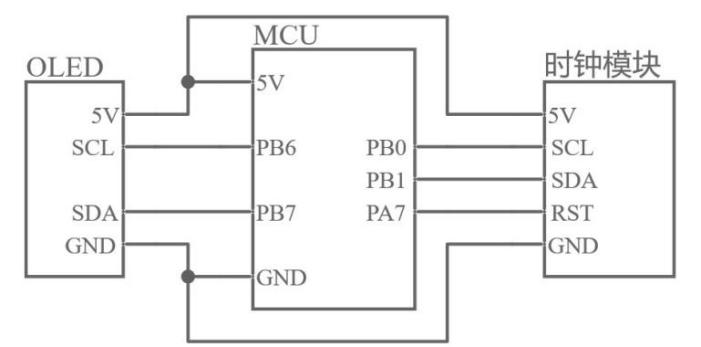 OLED
5V
SCL
SDA
GND
MCU
5V
PB6
PB7
GND
PB0
PB1
PA7
时钟模块
5V
SCL
SDA
RST
GND